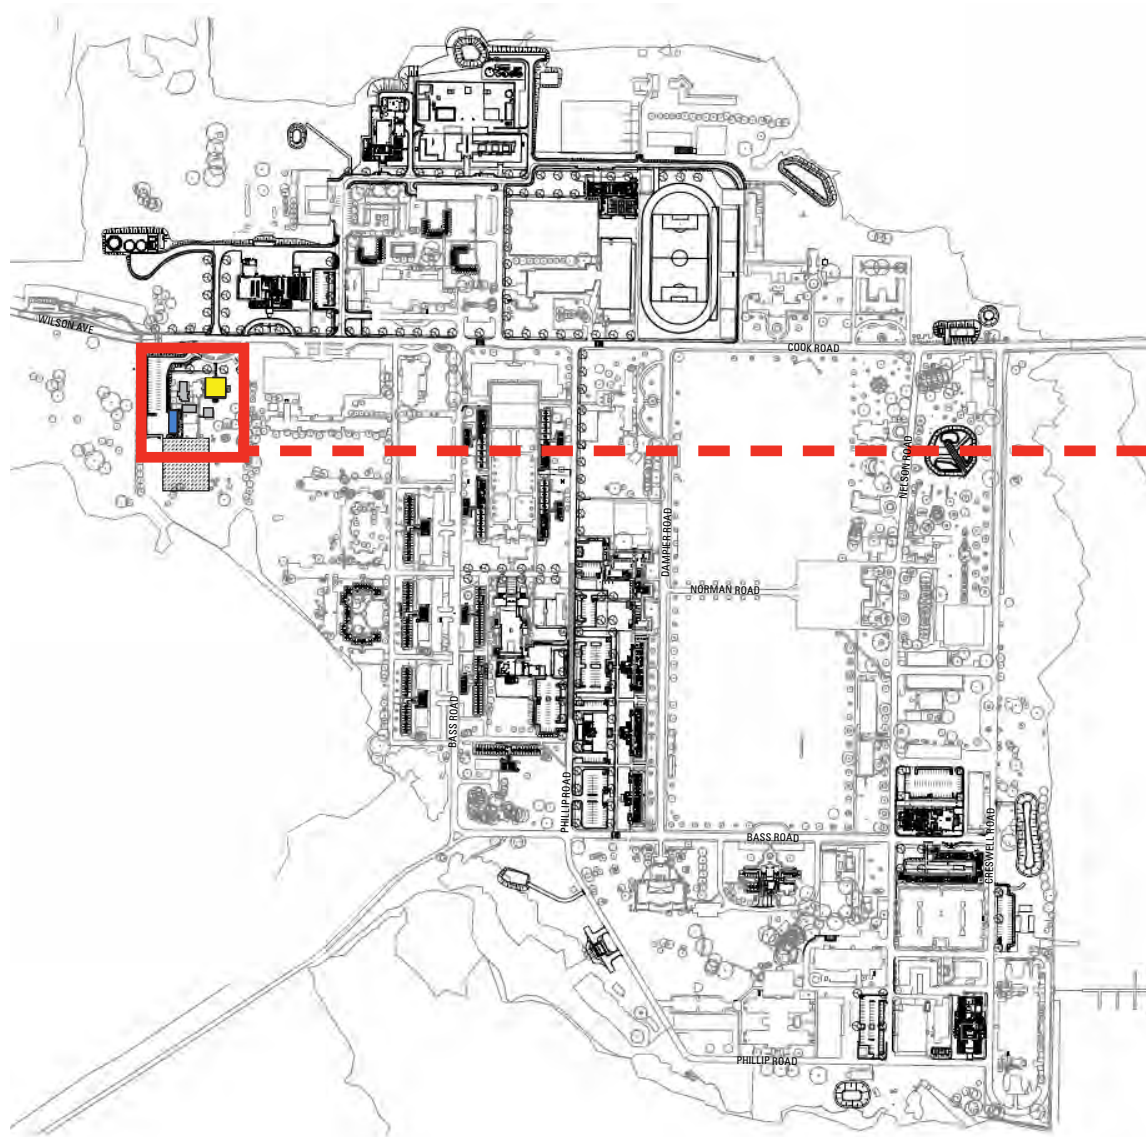 WILSON AVE
COOK ROAD
NELSON ROAD
DAMPIER ROAD
NORMAN ROAD
BASS ROAD
PHILLIP ROAD
BASS ROAD
CRESWELL ROAD
PHILLIP ROAD